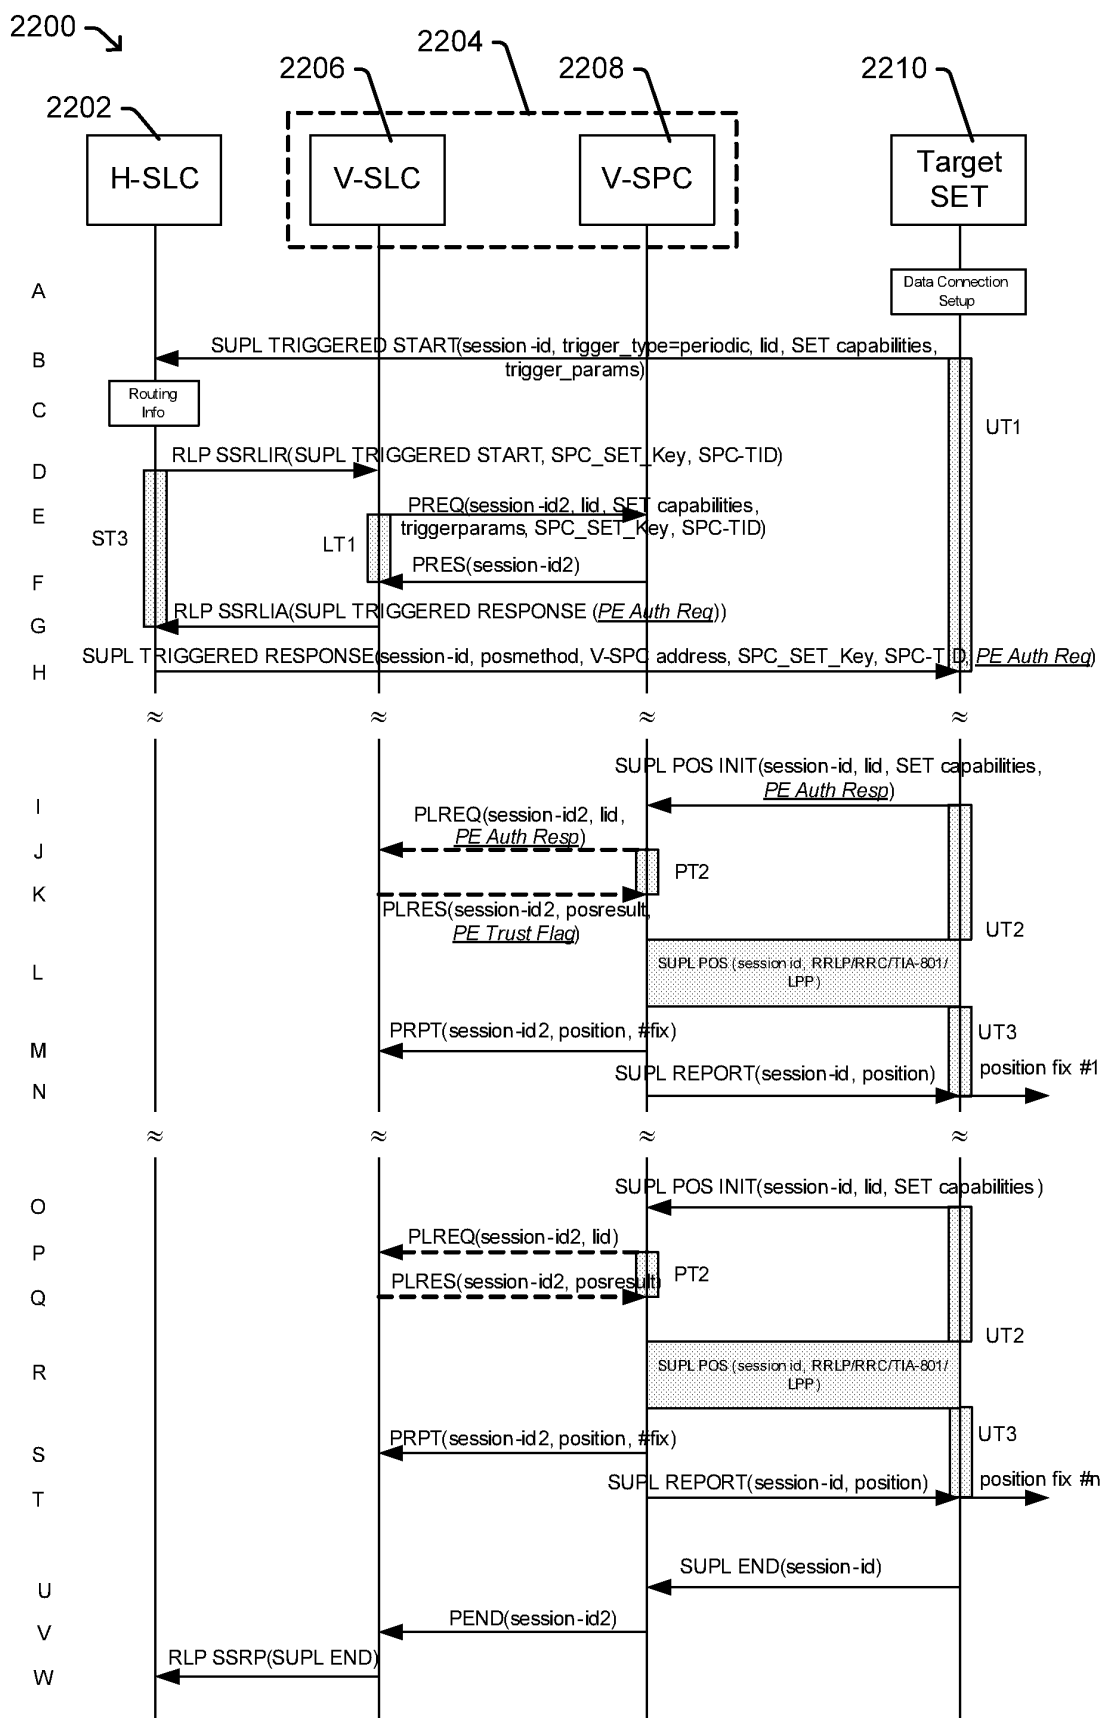 2200
2204
2206
2208
2210
2202
H-SLC
V-SLC
V-SPC
Target
SET
A
Data Connection
Setup
B
SUPL TRIGGERED START(session-id, trigger_type=periodic, lid, SET capabilities,
trigger_params)
C
Routing
Info
UT1
D
RLP SSRLIR(SUPL TRIGGERED START, SPC_SET_Key, SPC-TID)
E
PREQ(session-id2, lid, SET capabilities,
triggerparams, SPC_SET_Key, SPC-TID)
ST3
LT1
F
PRES(session-id2)
G
RLP SSRLIA(SUPL TRIGGERED RESPONSE (PE Auth Req))
H
SUPL TRIGGERED RESPONSE(session-id, posmethod, V-SPC address, SPC_SET_Key, SPC-TID, PE Auth Req)
≈ ≈ ≈ ≈
SUPL POS INIT(session-id, lid, SET capabilities,
PE Auth Resp)
I
PLREQ(session-id2, lid,
PE Auth Resp)
J
PT2
K
PLRES(session-id2, posresult,
PE Trust Flag)
UT2
L
SUPL POS (session id, RRLP/RRC/TIA-801/
LPP)
M
PRPT(session-id2, position, #fix)
UT3
N
SUPL REPORT(session-id, position)
position fix #1
≈ ≈ ≈ ≈
O
SUPL POS INIT(session-id, lid, SET capabilities)
P
PLREQ(session-id2, lid)
Q
PLRES(session-id2, posresult)
PT2
UT2
R
SUPL POS (session id, RRLP/RRC/TIA-801/
LPP)
S
PRPT(session-id2, position, #fix)
UT3
T
SUPL REPORT(session-id, position)
position fix #n
U
SUPL END(session-id)
V
PEND(session-id2)
W
RLP SSRP(SUPL END)